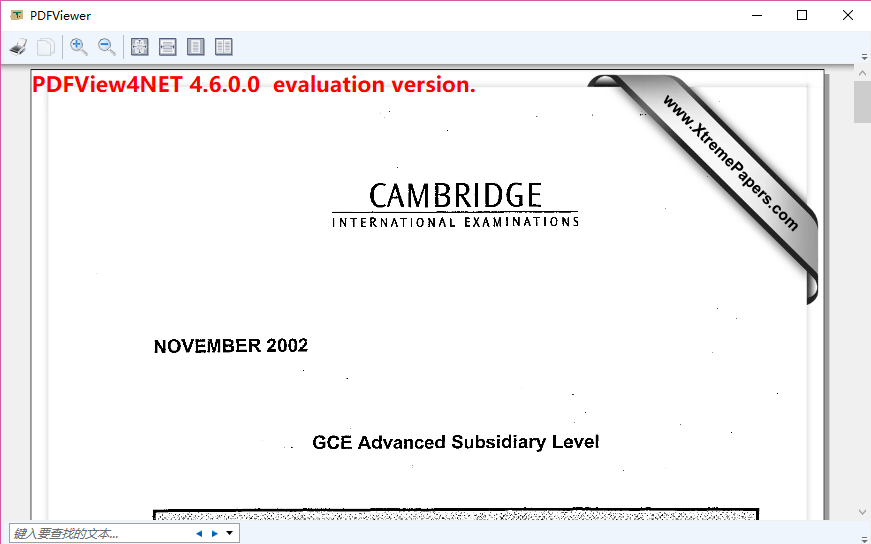 PDFViewer
PDFView4NET 4.6.0.0  evaluation version.
www.XtremePapers.com
CAMBRIDGE
INTERNATIONAL EXAMINATIONS
NOVEMBER 2002
GCE Advanced Subsidiary Level
键入要查找的文本...